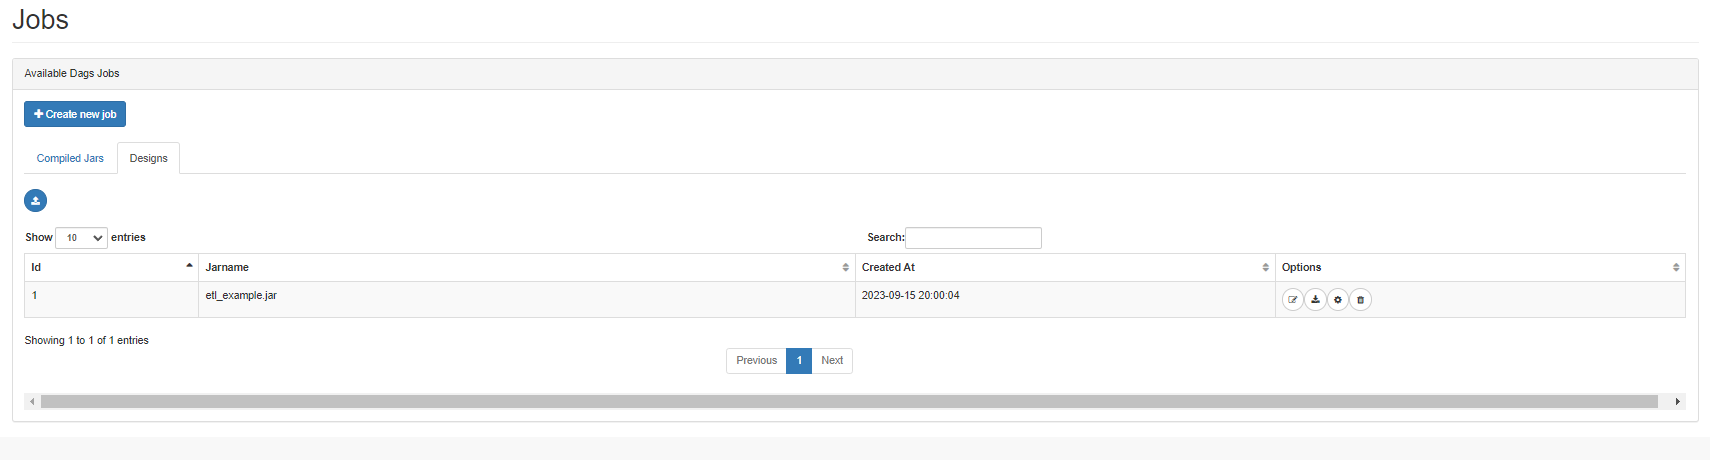 Jobs
Available Dags Jobs
Create new job
Compiled Jars Designs
Show 10 entries Search:
Id Jarname Created At Options
1 etl_example.jar 2023-09-15 20:00:04
Showing 1 to 1 of 1 entries
Previous 1 Next